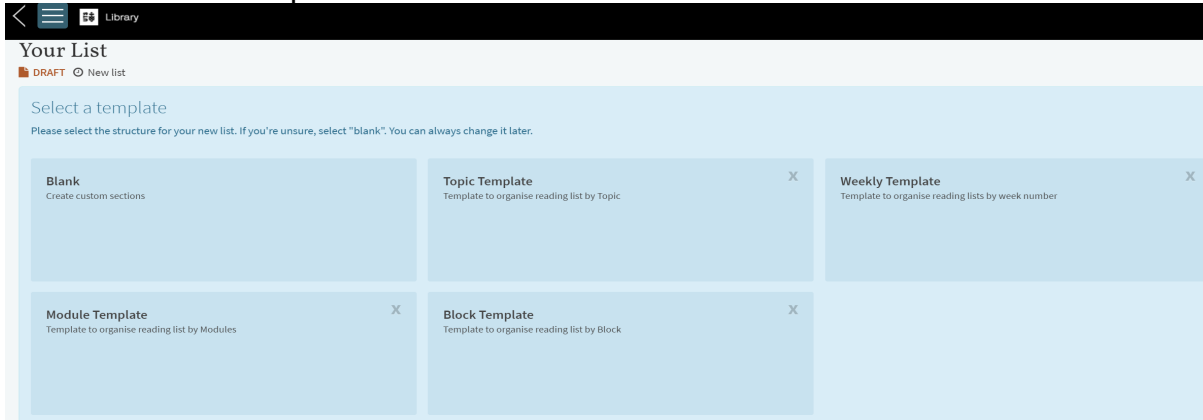 Library
Your List
DRAFT New list
Select a template
Please select the structure for your new list. If you're unsure, select "blank". You can always change it later.
Blank
Create custom sections
Topic Template X
Template to organise reading list by Topic
Weekly Template X
Template to organise reading lists by week number
Module Template X
Template to organise reading list by Modules
Block Template X
Template to organise reading list by Block